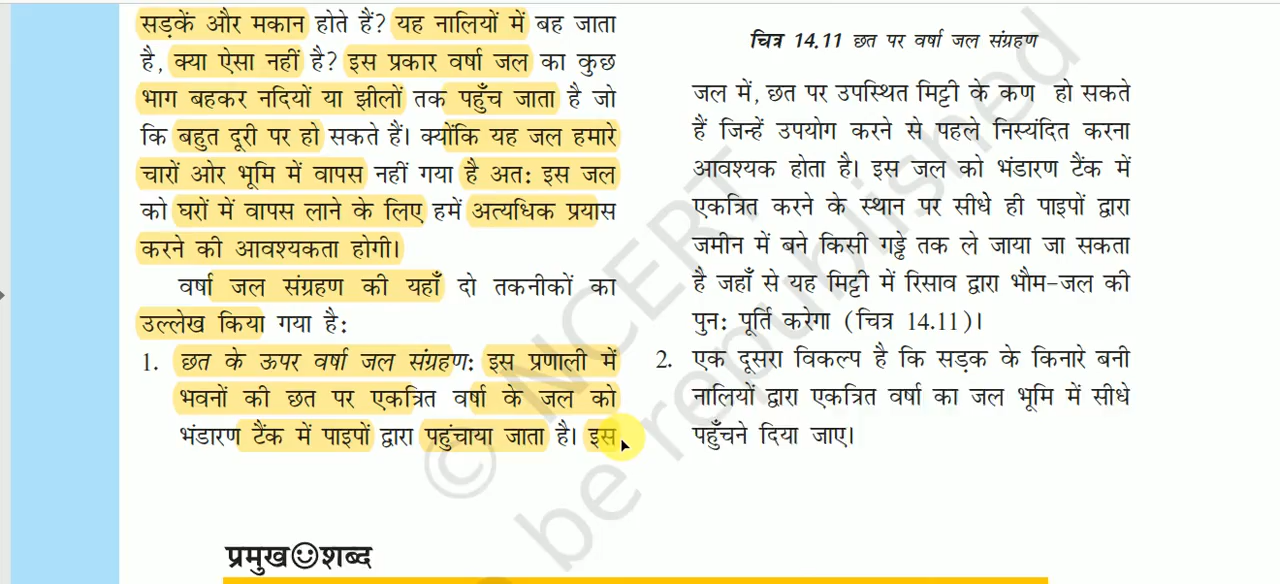 सड़कें और मकान होते हैं? यह नालियों में बह जाता
है, क्या ऐसा नहीं है? इस प्रकार वर्षा जल का कुछ
भाग बहकर नदियों या झीलों तक पहुँच जाता है जो
कि बहुत दूरी पर हो सकते हैं। क्योंकि यह जल हमारे
चारों ओर भूमि में वापस नहीं गया है अत: इस जल
को घरों में वापस लाने के लिए हमें अत्यधिक प्रयास
करने की आवश्यकता होगी।
वर्षा जल संग्रहण की यहाँ दो तकनीकों का
उल्लेख किया गया है:
1. छत के ऊपर वर्षा जल संग्रहण: इस प्रणाली में
भवनों की छत पर एकत्रित वर्षा के जल को
भंडारण टैंक में पाइपों द्वारा पहुंचाया जाता है। इस
चित्र 14.11 छत पर वर्षा जल संग्रहण
जल में, छत पर उपस्थित मिट्टी के कण हो सकते
हैं जिन्हें उपयोग करने से पहले निस्यंदित करना
आवश्यक होता है। इस जल को भंडारण टैंक में
एकत्रित करने के स्थान पर सीधे ही पाइपों द्वारा
जमीन में बने किसी गड्ढे तक ले जाया जा सकता
है जहाँ से यह मिट्टी में रिसाव द्वारा भौम-जल की
पुन: पूर्ति करेगा (चित्र 14.11)।
2. एक दूसरा विकल्प है कि सड़क के किनारे बनी
नालियों द्वारा एकत्रित वर्षा का जल भूमि में सीधे
पहुँचने दिया जाए।
प्रमुख शब्द
© NCERT
be republished